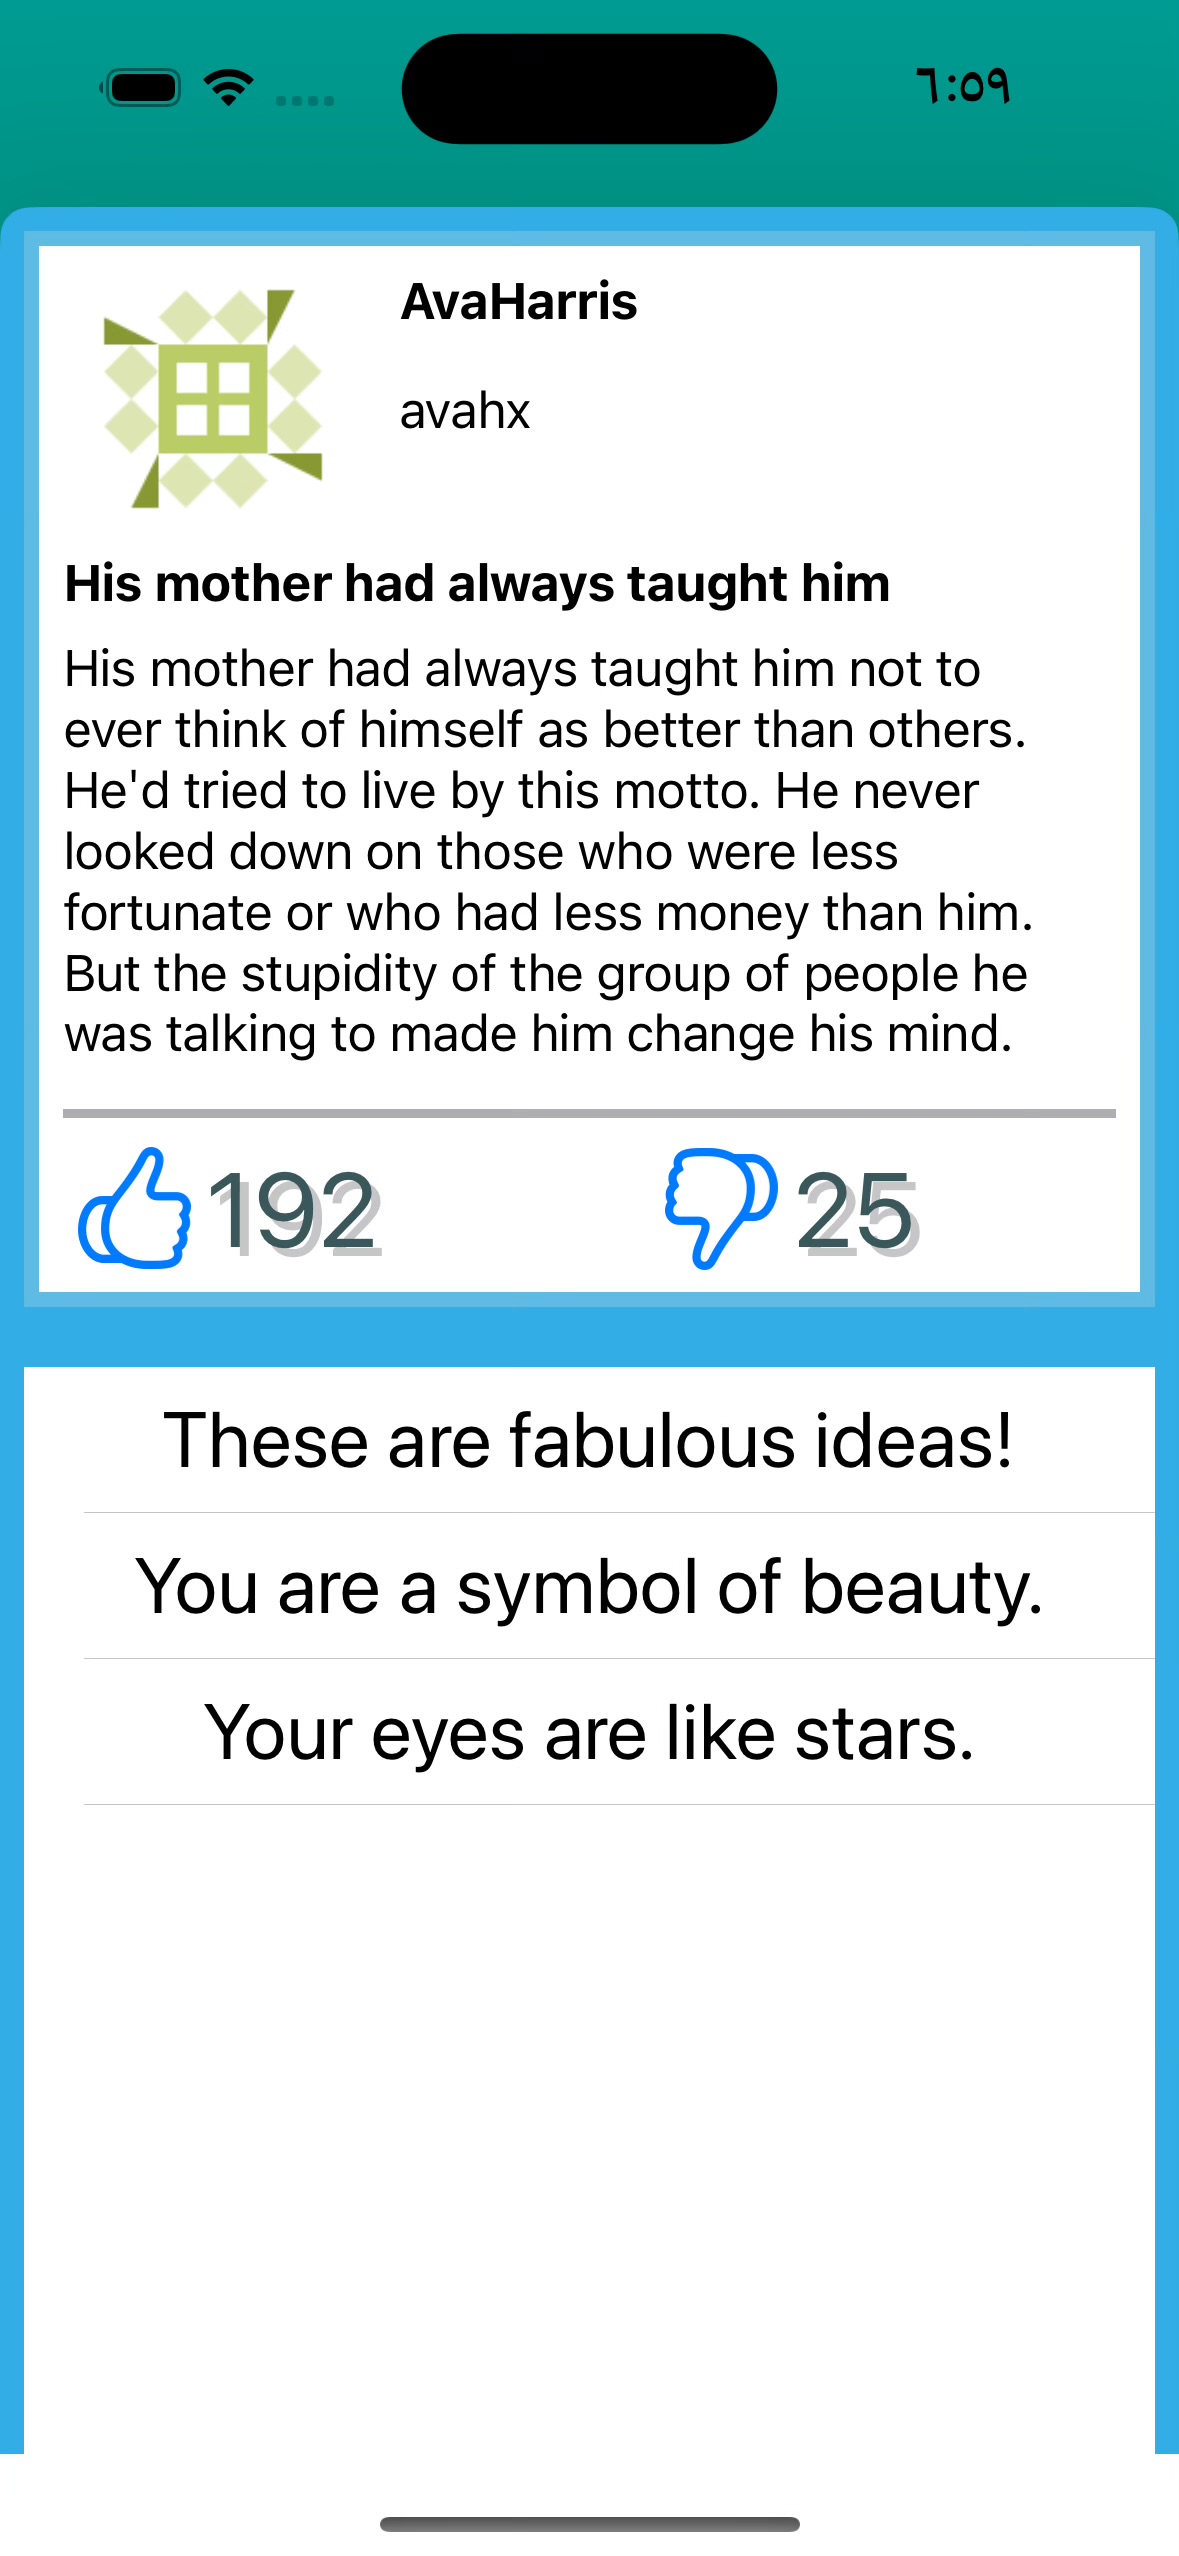 ٦:٥٩
AvaHarris
avahx
His mother had always taught him
His mother had always taught him not to
ever think of himself as better than others.
He'd tried to live by this motto. He never
looked down on those who were less
fortunate or who had less money than him.
But the stupidity of the group of people he
was talking to made him change his mind.
192
25
These are fabulous ideas!
You are a symbol of beauty.
Your eyes are like stars.